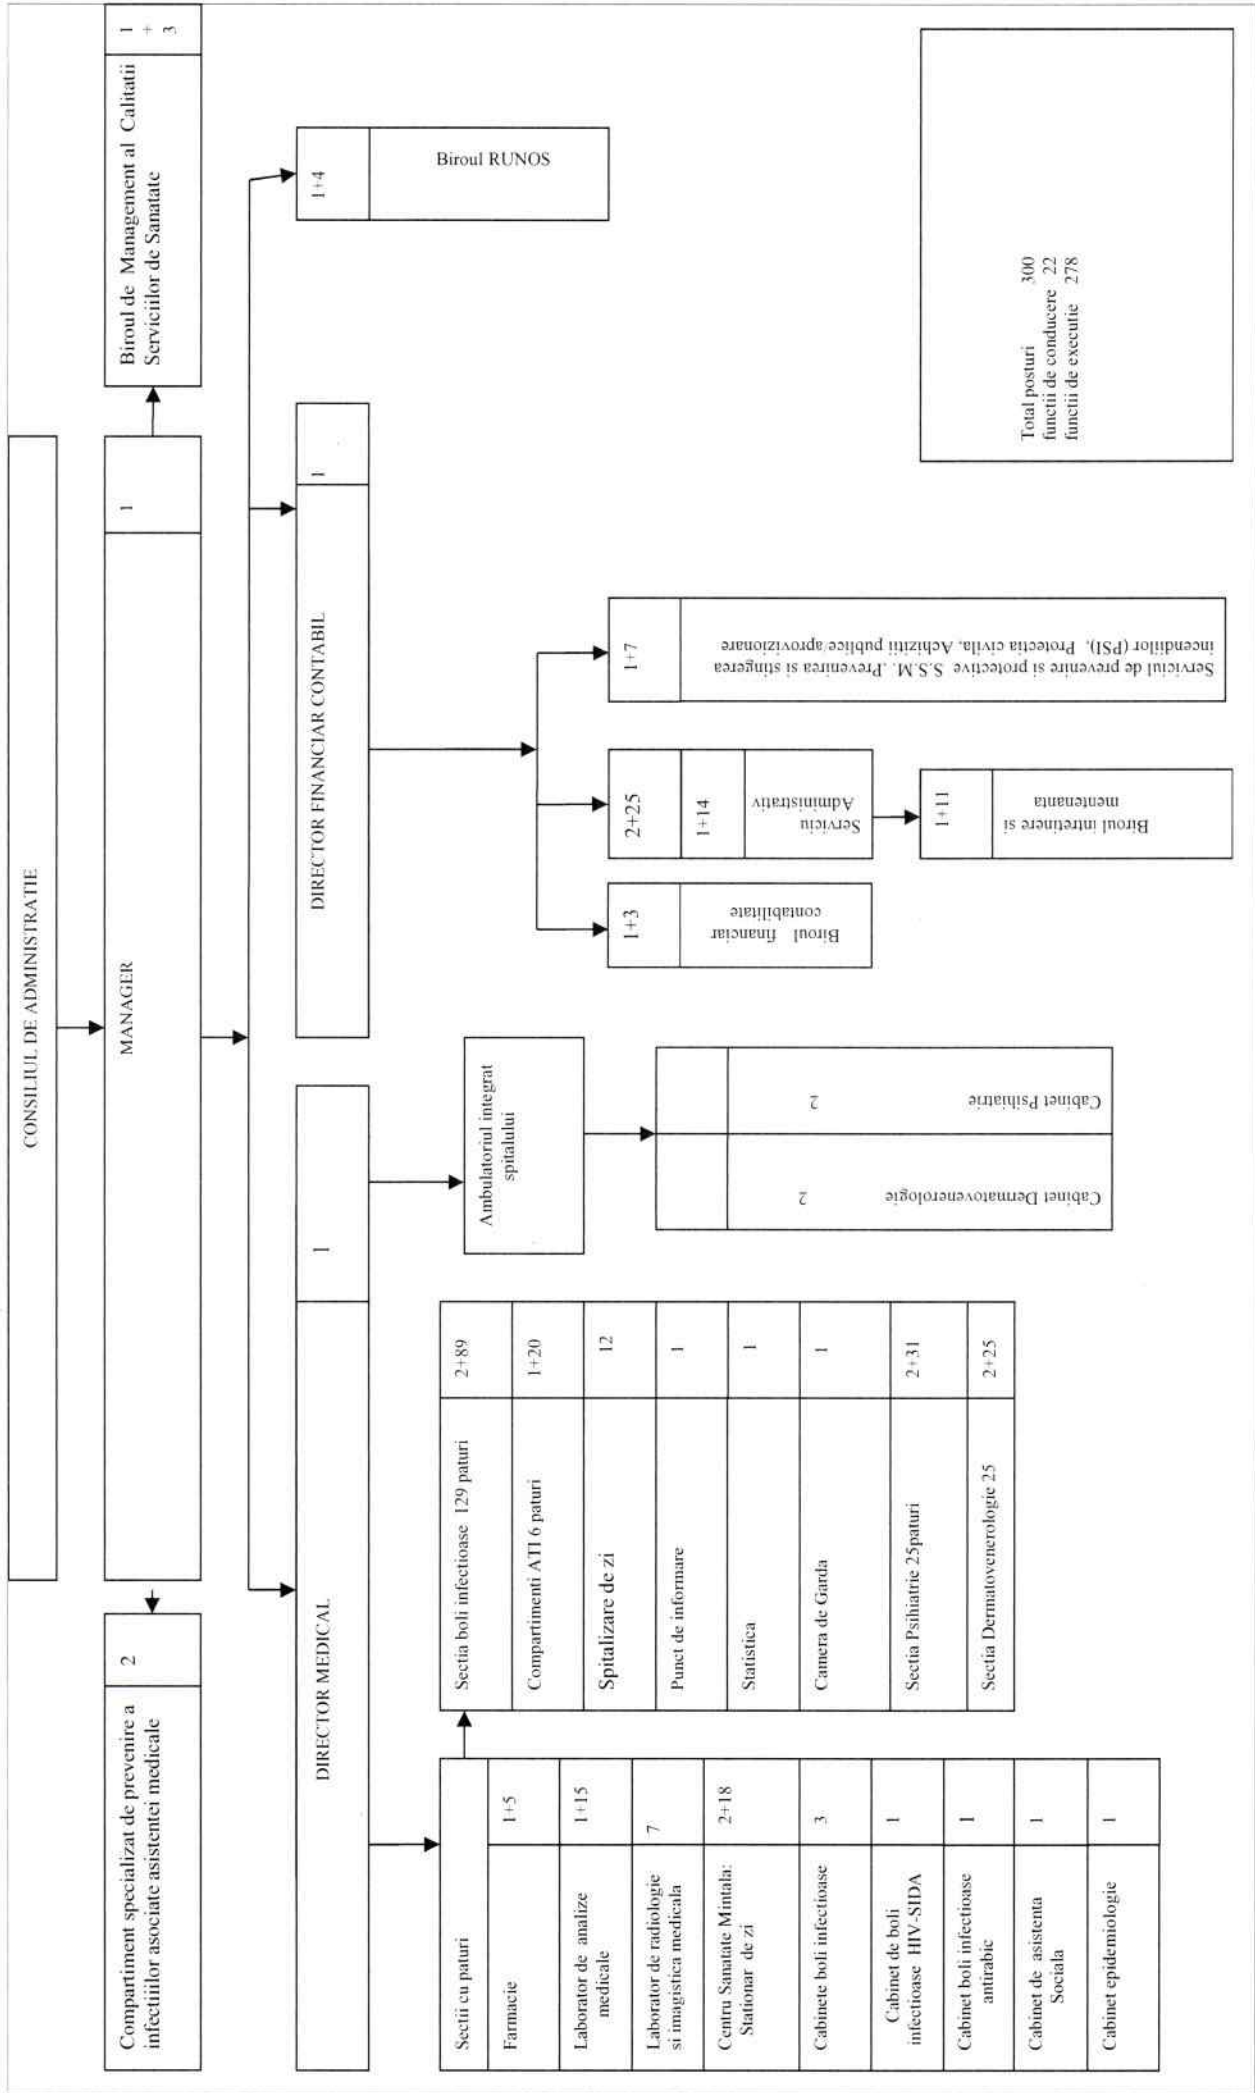 CONSILIUL DE ADMINISTRATIE
Compartiment specializat de prevenire a
infectiilor asociate asistentei medicale
2
MANAGER
1
Biroul de Management al Calitatii
Serviciilor de Sanatate
1
+
3
DIRECTOR MEDICAL
1
DIRECTOR FINANCIAR CONTABIL
1
1+4
Biroul RUNOS
Sectii cu paturi
Farmacie 1+5
Laborator de analize
medicale
1+15
Laborator de radiologie
si imagistica medicala
7
Centru Sanatate Mintala:
Stationar de zi
2+18
Cabinete boli infectioase 3
Cabinet de boli
infectioase HIV-SIDA
1
Cabinet boli infectioase
antirabic
1
Cabinet de asistenta
Sociala
1
Cabinet epidemiologie 1
Sectia boli infectioase 129 paturi 2+89
Compartimenti ATI 6 paturi 1+20
Spitalizare de zi 12
Punct de informare 1
Statistica 1
Camera de Garda 1
Sectia Psihiatrie 25paturi 2+31
Sectia Dermatovenerologie 25 2+25
Ambulatoriul integrat
spitalului
Cabinet Dermatovenerologie 2
Cabinet Psihiatrie 2
1+3
Biroul financiar
contabilitate
2+25
1+14
Serviciu
Administrativ
1+11
Biroul intretinere si
mentenanta
1+7
Serviciul de prevenire si protective S.S.M. ,Prevenirea si stingerea
incendiilor (PSI), Protectia civila, Achizitii publice/aprovizionare
Total posturi 300
functii de conducere 22
functii de executie 278